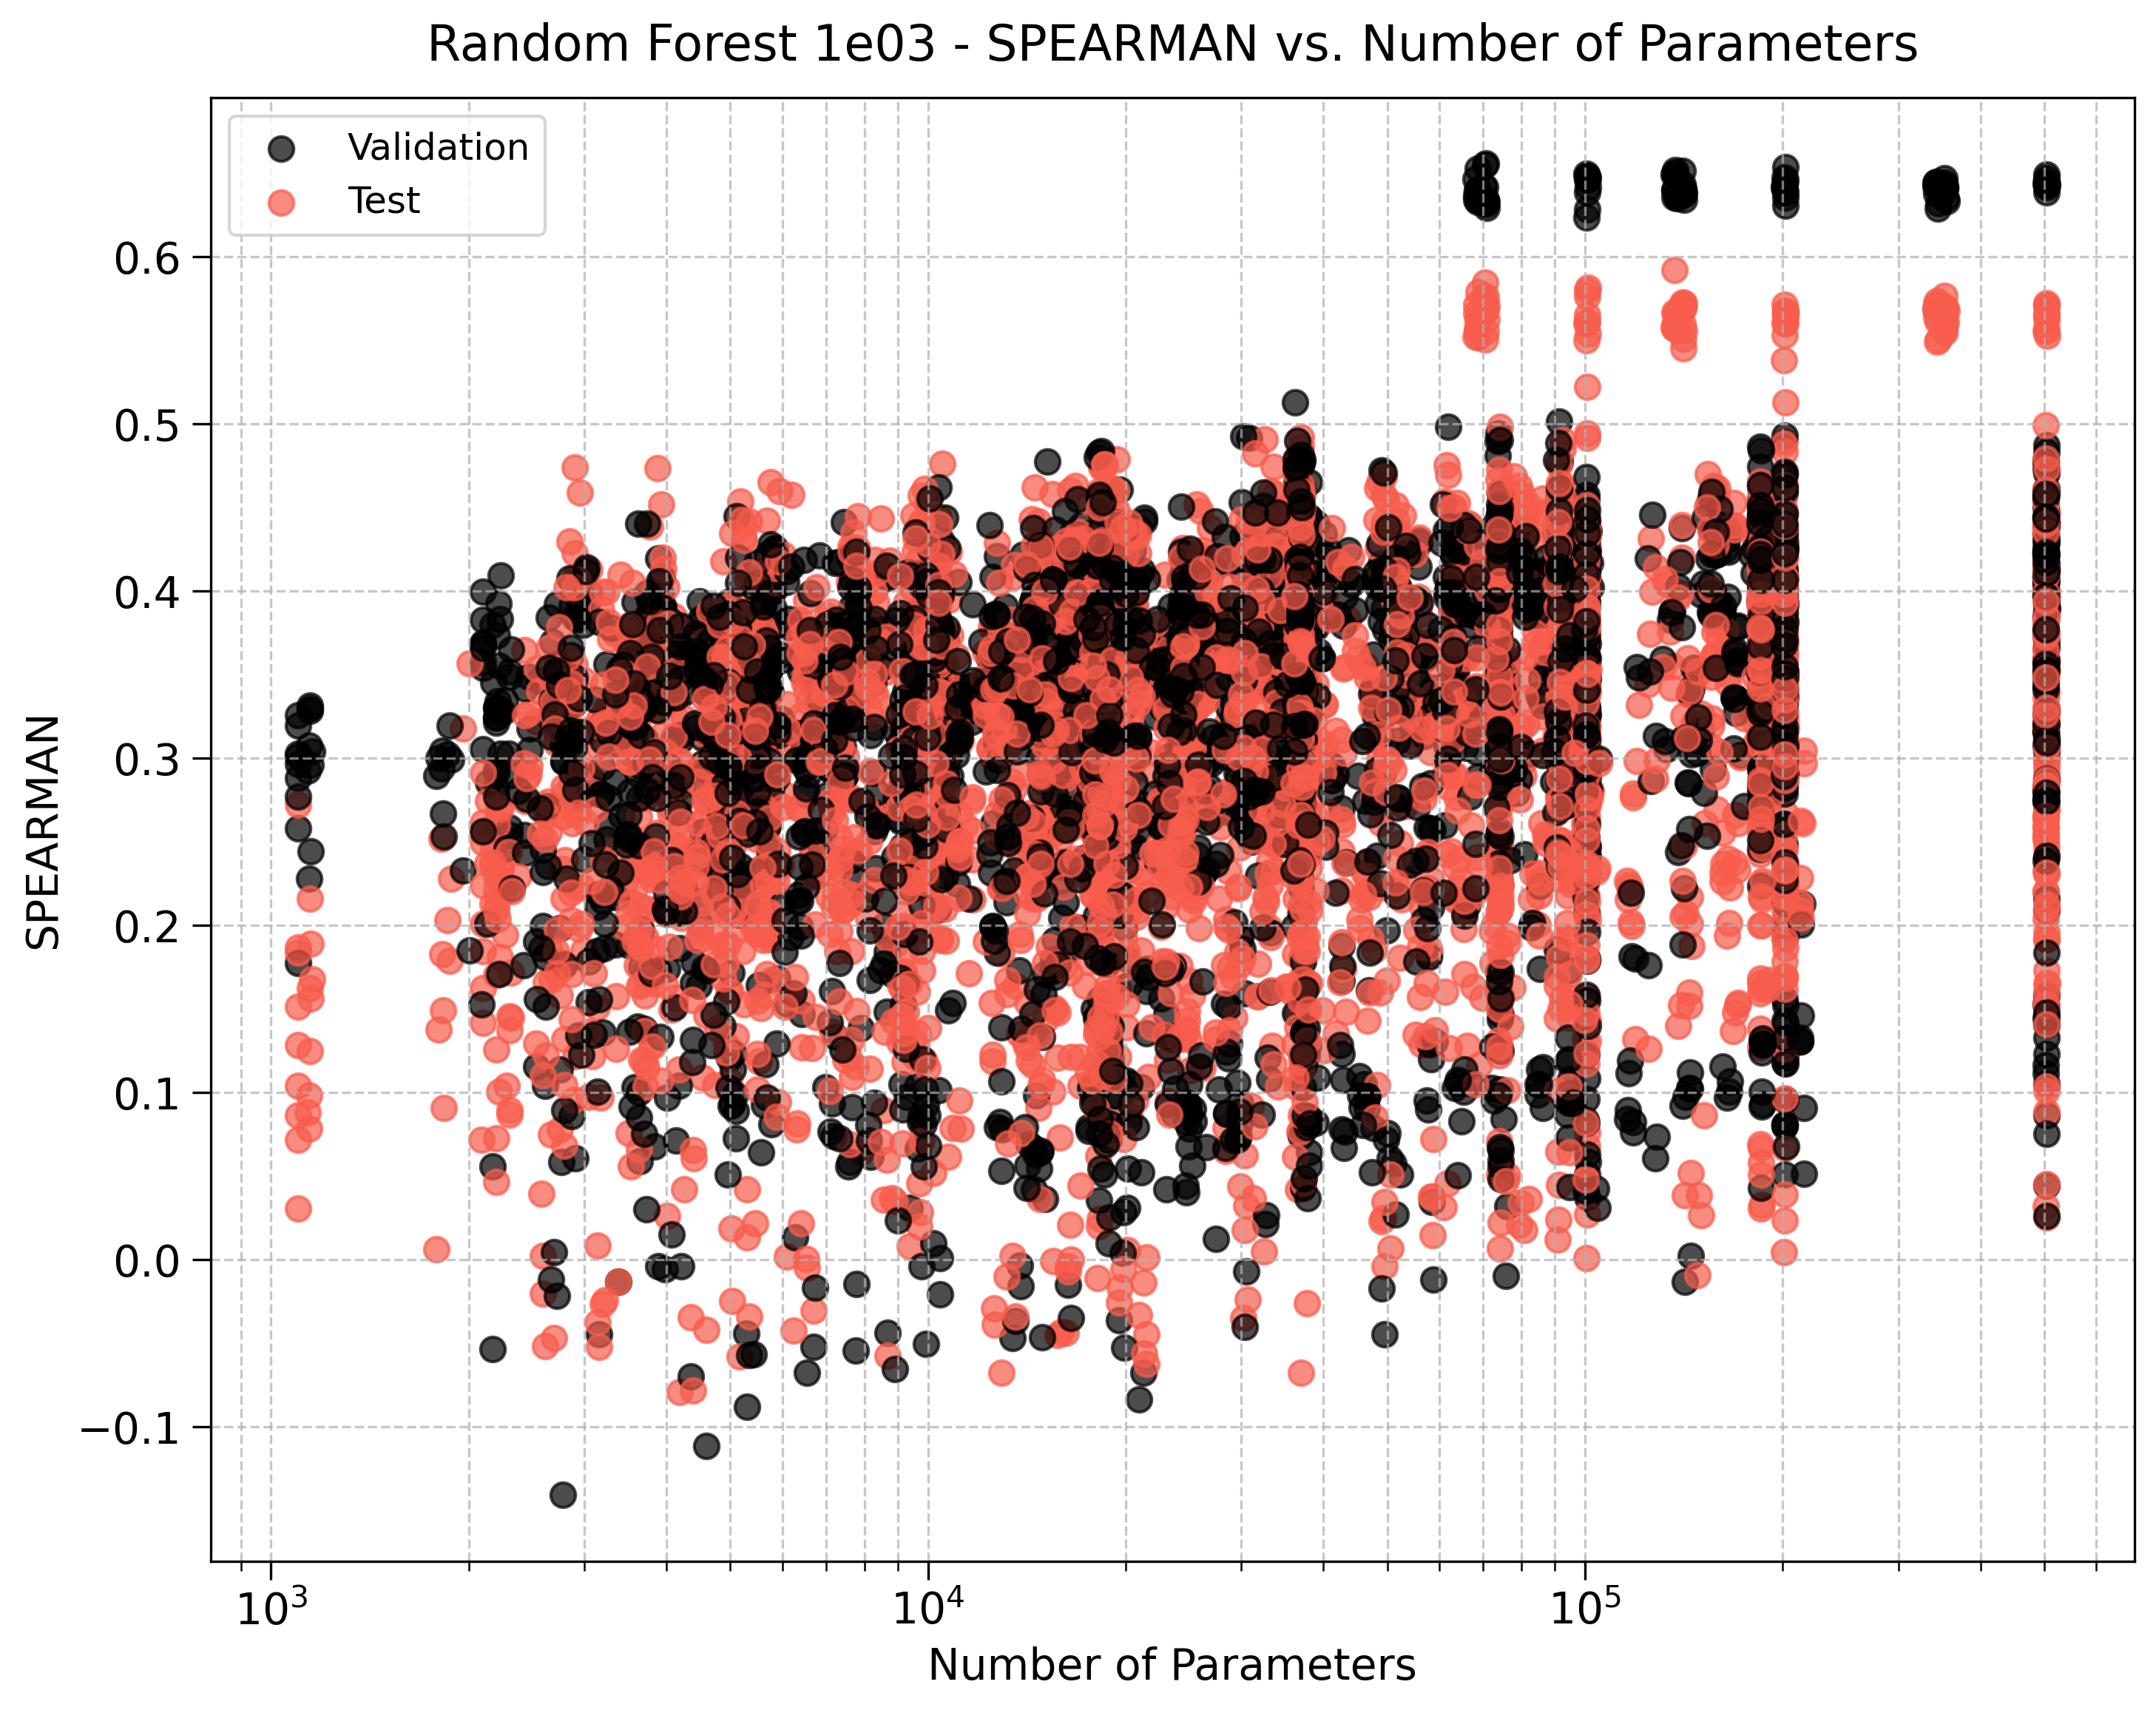 Random Forest 1e03 - SPEARMAN vs. Number of Parameters
Validation
Test
SPEARMAN
0.6
0.5
0.4
0.3
0.2
0.1
0.0
−0.1
10³
10⁴
10⁵
Number of Parameters